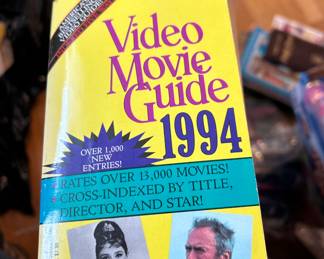 Video
Movie
Guide
1994
OVER 1,000
NEW
ENTRIES!
RATES OVER 13,000 MOVIES!
CROSS-INDEXED BY TITLE,
DIRECTOR, AND STAR!